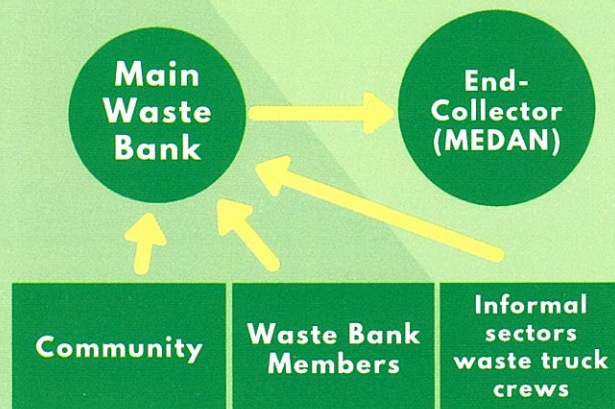 Main
Waste
Bank
End-
Collector
(MEDAN)
Community
Waste Bank
Members
Informal
sectors
waste truck
crews